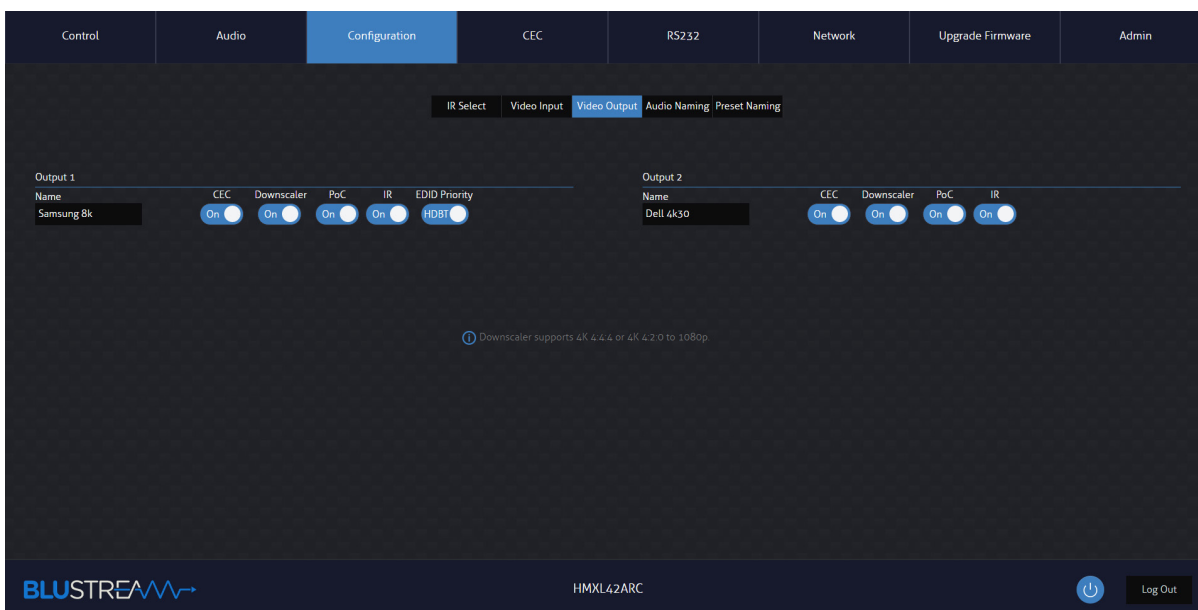 Control Audio Configuration CEC RS232 Network Upgrade Firmware Admin
IR Select Video Input Video Output Audio Naming Preset Naming
Output 1 Output 2
Name CEC Downscaler PoC IR EDID Priority Name CEC Downscaler PoC IR
Samsung 8k On On On On HDBT Dell 4k30 On On On On
Downscaler supports 4K 4:4:4 or 4K 4:2:0 to 1080p.
BLUSTREAM HMXL42ARC Log Out